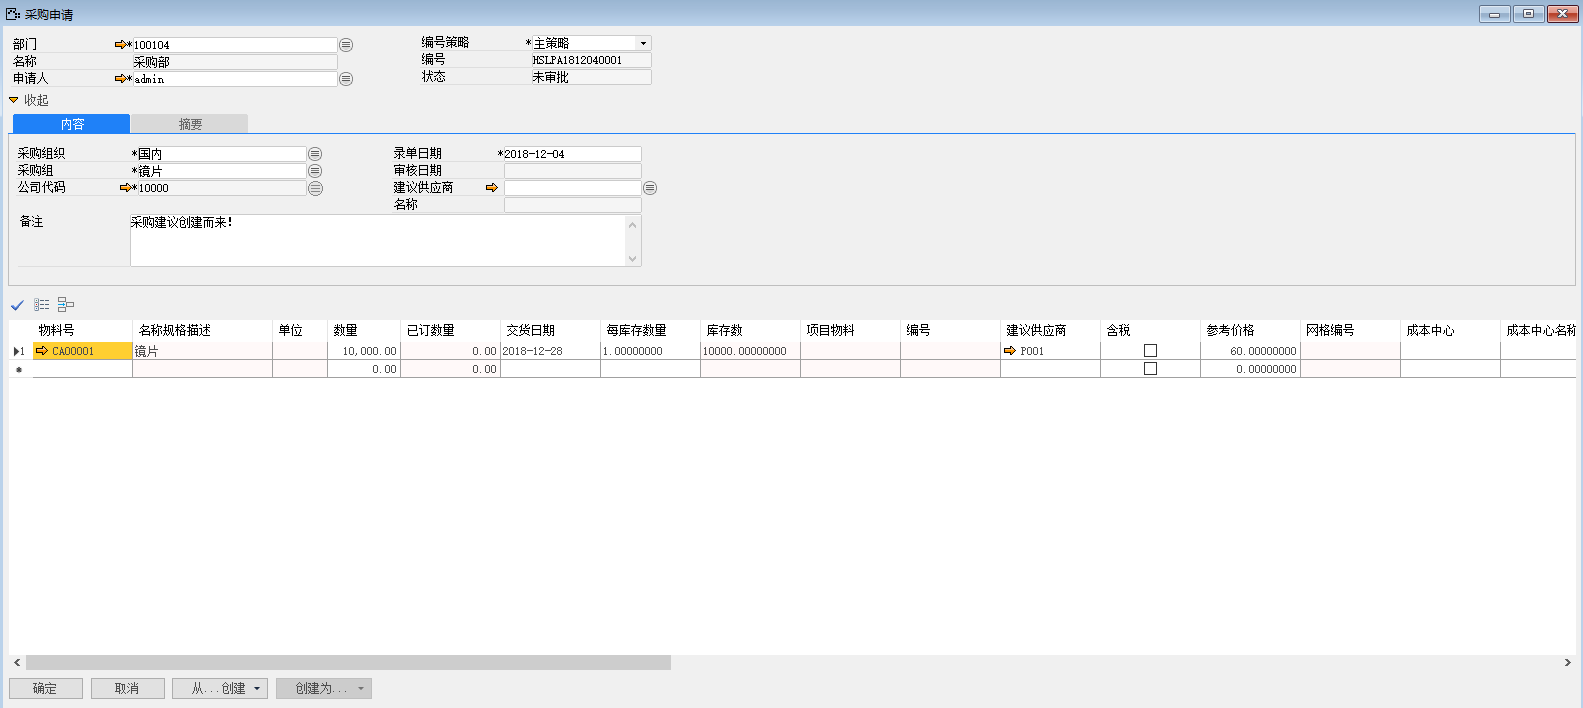 采购申请
部门 *100104 编号策略 *主策略
名称 采购部 编号 HSLPA1812040001
申请人 *admin 状态 未审批
收起
内容 摘要
采购组织 *国内 录单日期 *2018-12-04
采购组 *镜片 审核日期
公司代码 *10000 建议供应商
名称
备注 采购建议创建而来!
物料号 名称规格描述 单位 数量 已订数量 交货日期 每库存数量 库存数 项目物料 编号 建议供应商 含税 参考价格 网格编号 成本中心 成本中心名称
1 CA00001 镜片 10,000.00 0.00 2018-12-28 1.00000000 10000.00000000 P001 60.00000000
0.00 0.00 0.00000000
确定 取消 从...创建 创建为...